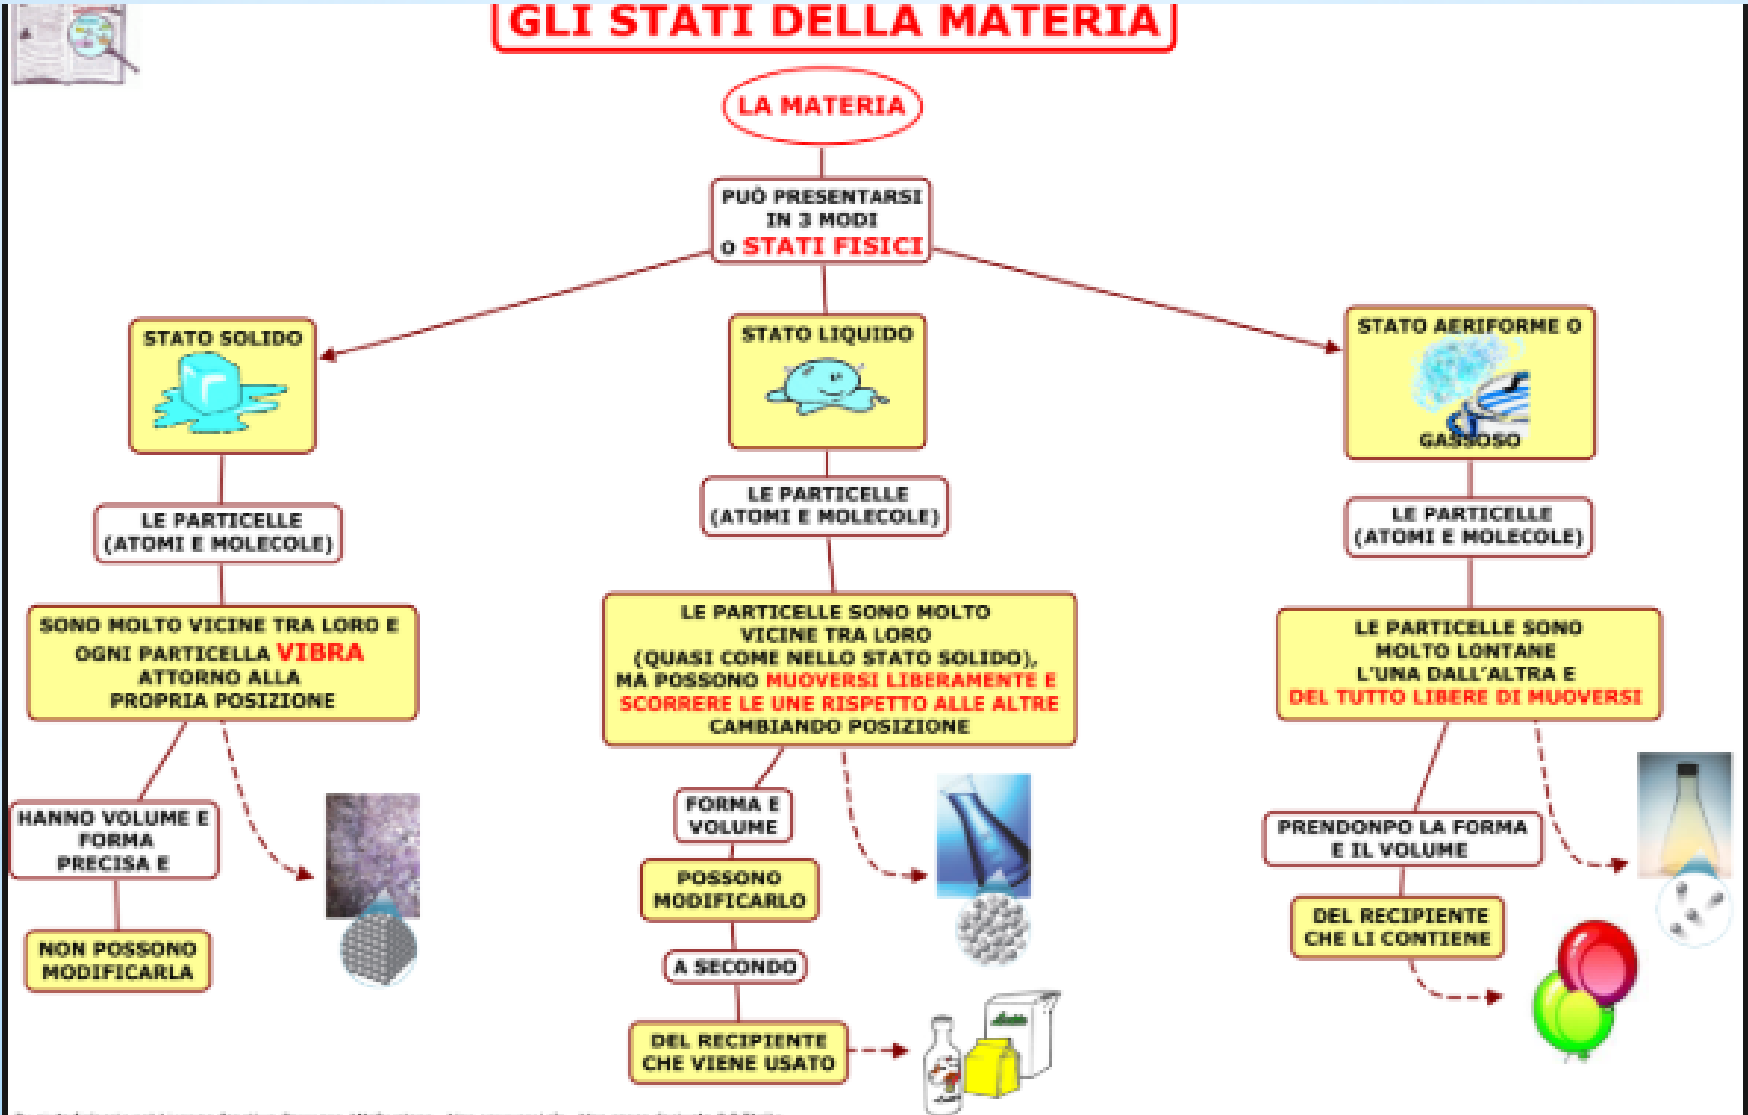 GLI STATI DELLA MATERIA
LA MATERIA
PUÒ PRESENTARSI
IN 3 MODI
O STATI FISICI
STATO SOLIDO
STATO LIQUIDO
STATO AERIFORME O
GASSOSO
LE PARTICELLE
(ATOMI E MOLECOLE)
LE PARTICELLE
(ATOMI E MOLECOLE)
LE PARTICELLE
(ATOMI E MOLECOLE)
SONO MOLTO VICINE TRA LORO E
OGNI PARTICELLA VIBRA
ATTORNO ALLA
PROPRIA POSIZIONE
LE PARTICELLE SONO MOLTO
VICINE TRA LORO
(QUASI COME NELLO STATO SOLIDO),
MA POSSONO MUOVERSI LIBERAMENTE E
SCORRERE LE UNE RISPETTO ALLE ALTRE
CAMBIANDO POSIZIONE
LE PARTICELLE SONO
MOLTO LONTANE
L'UNA DALL'ALTRA E
DEL TUTTO LIBERE DI MUOVERSI
HANNO VOLUME E
FORMA
PRECISA E
NON POSSONO
MODIFICARLA
FORMA E
VOLUME
POSSONO
MODIFICARLO
A SECONDO
DEL RECIPIENTE
CHE VIENE USATO
PRENDONPO LA FORMA
E IL VOLUME
DEL RECIPIENTE
CHE LI CONTIENE